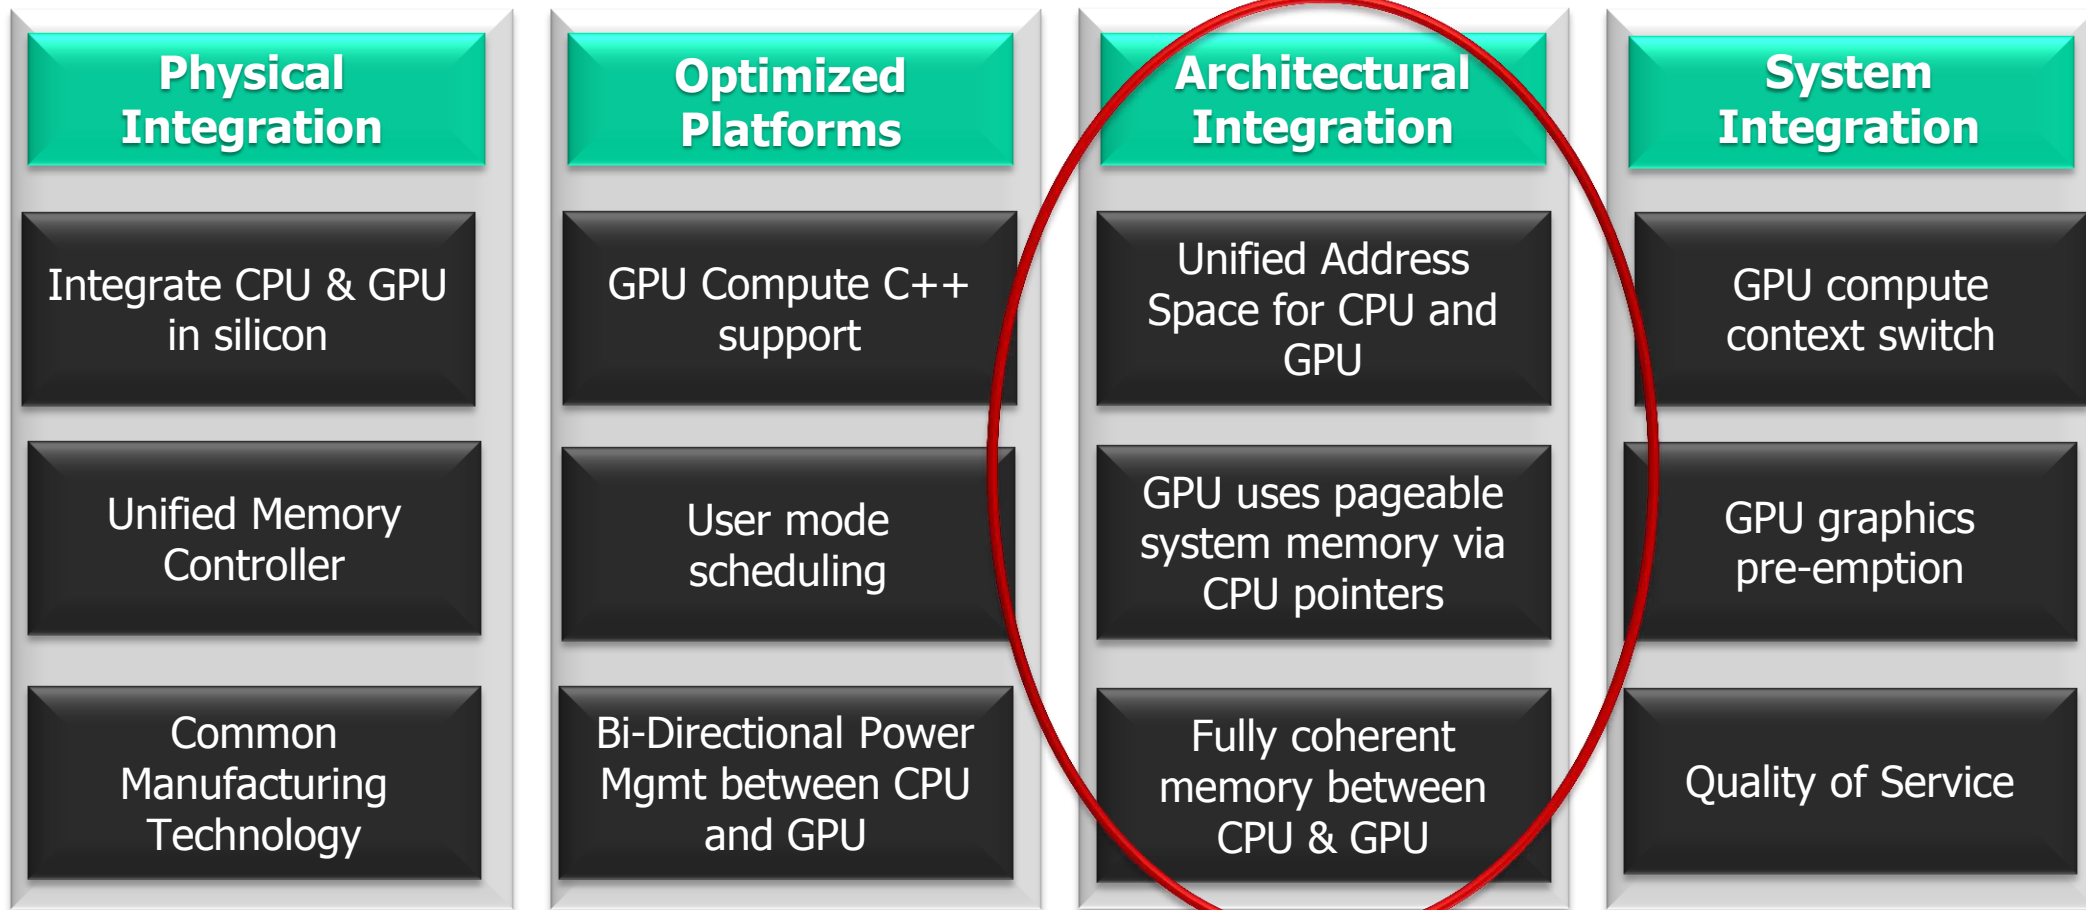 Physical
Integration
Integrate CPU & GPU
in silicon
Unified Memory
Controller
Common
Manufacturing
Technology
Optimized
Platforms
GPU Compute C++
support
User mode
scheduling
Bi-Directional Power
Mgmt between CPU
and GPU
Architectural
Integration
Unified Address
Space for CPU and
GPU
GPU uses pageable
system memory via
CPU pointers
Fully coherent
memory between
CPU & GPU
System
Integration
GPU compute
context switch
GPU graphics
pre-emption
Quality of Service